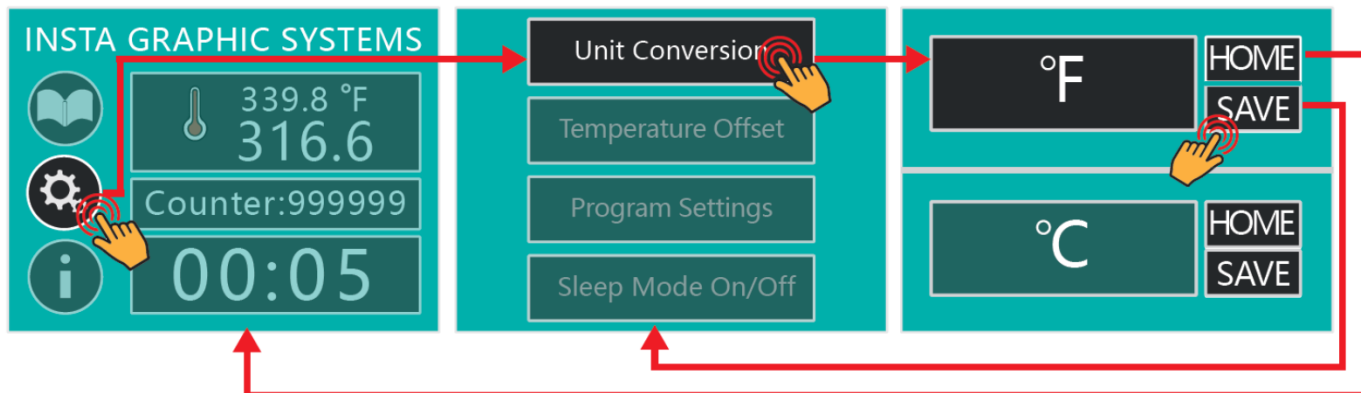 INSTA GRAPHIC SYSTEMS
339.8 °F
316.6
Counter:999999
00:05
i
Unit Conversion
Temperature Offset
Program Settings
Sleep Mode On/Off
°F
HOME
SAVE
°C
HOME
SAVE